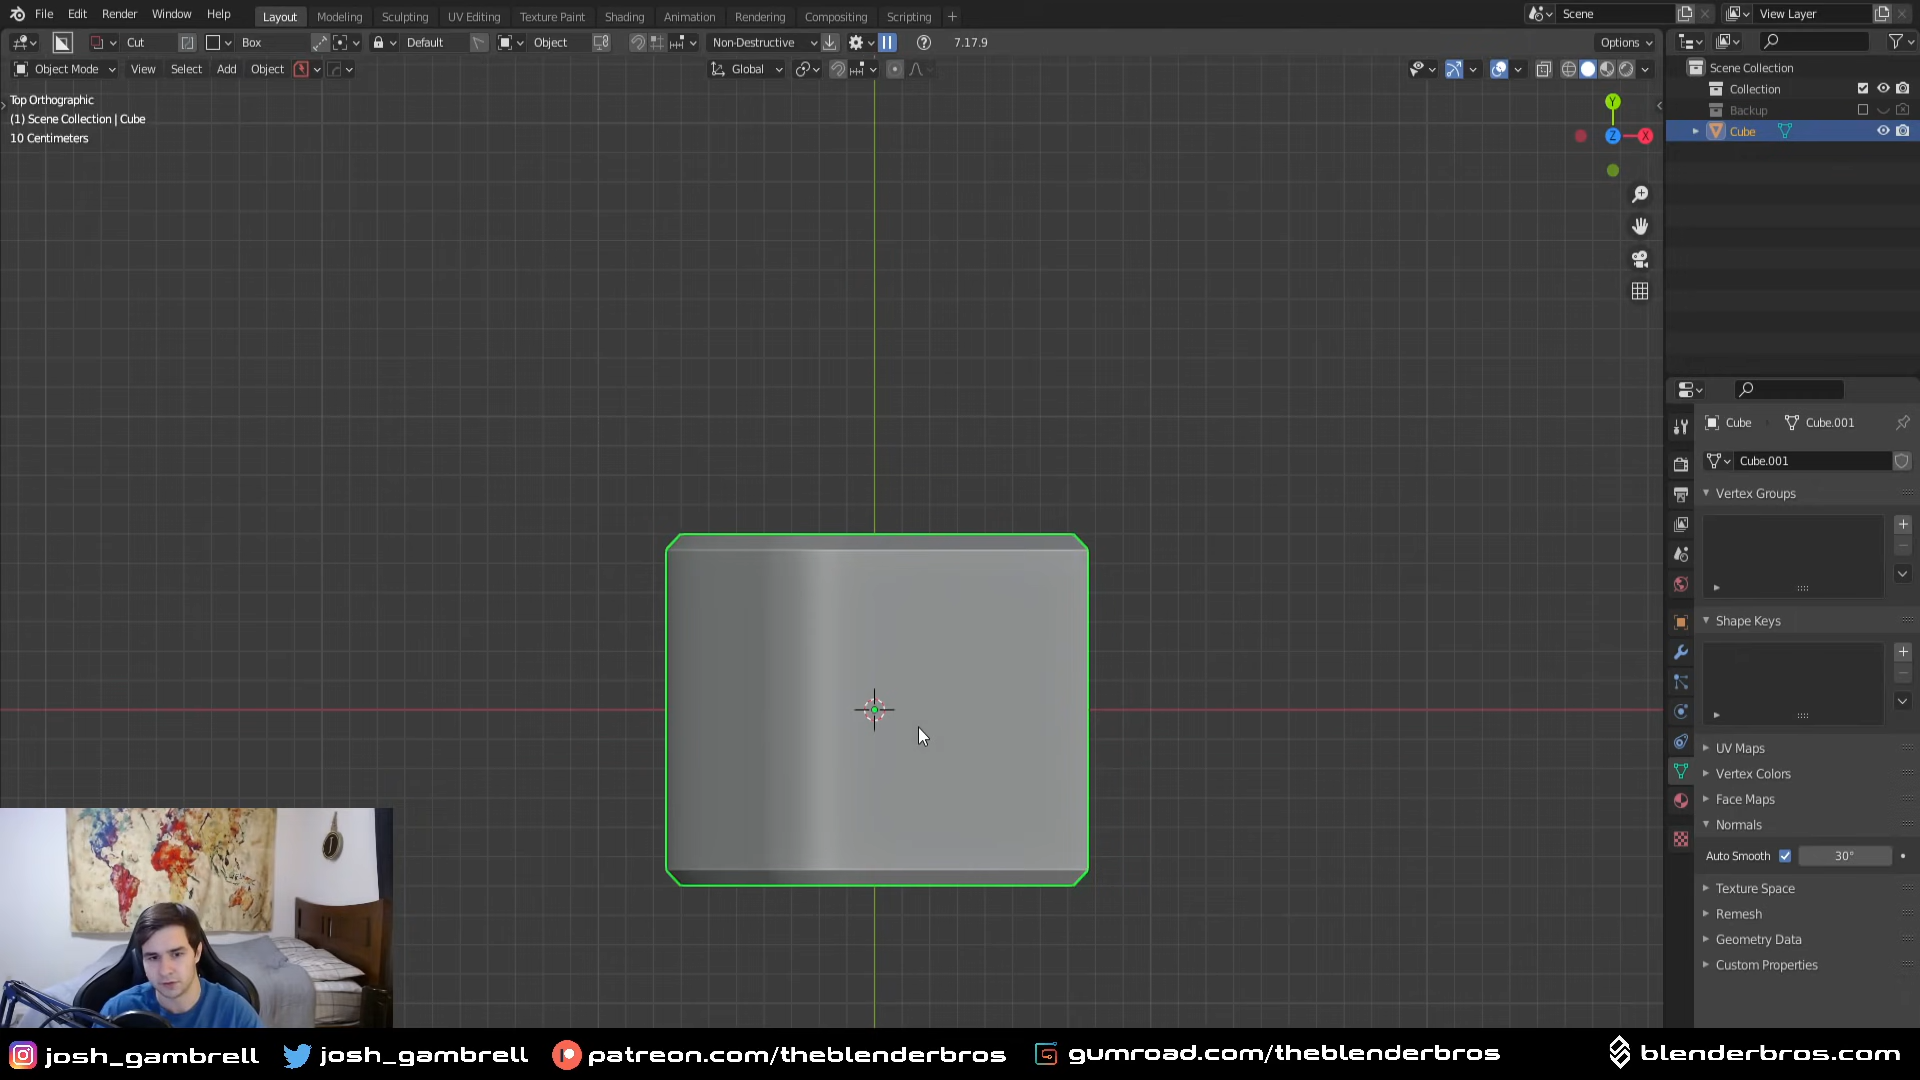 File Edit Render Window Help Layout Modeling Sculpting UV Editing Texture Paint Shading Animation Rendering Compositing Scripting Scene View Layer
Cut Box Default Object Non-Destructive 7.17.9 Options
Object Mode View Select Add Object Global
Top Orthographic
(1) Scene Collection | Cube
10 Centimeters
Y
Z X
Scene Collection
Collection
Backup
Cube
Cube Cube.001
Cube.001
Vertex Groups
Shape Keys
UV Maps
Vertex Colors
Face Maps
Normals
Auto Smooth 30°
Texture Space
Remesh
Geometry Data
Custom Properties
josh_gambrell josh_gambrell patreon.com/theblenderbros gumroad.com/theblenderbros blenderbros.com